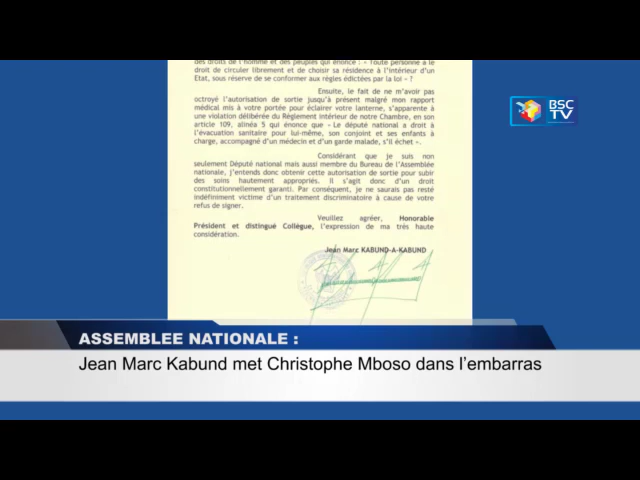 des droits de l'homme et des peuples qui énonce : « Toute personne a le
droit de circuler librement et de choisir sa résidence à l'intérieur d'un
Etat, sous réserve de se conformer aux règles édictées par la loi » ?
Ensuite, le fait de ne m'avoir pas
octroyé l'autorisation de sortie jusqu'à présent malgré mon rapport
médical mis à votre portée pour éclairer votre lanterne, s'apparente à
une violation délibérée du Règlement intérieur de notre Chambre, en son
article 109, alinéa 5 qui énonce que « Le député national a droit à
l'évacuation sanitaire pour lui-même, son conjoint et ses enfants à
charge, accompagné d'un médecin et d'un garde malade, s'il échet ».
Considérant que je suis non
seulement Député national mais aussi membre du Bureau de l'Assemblée
nationale, j'entends donc obtenir cette autorisation de sortie pour subir
des soins hautement appropriés. Il s'agit donc d'un droit
constitutionnellement garanti. Par conséquent, je ne saurais pas resté
indéfiniment victime d'un traitement discriminatoire à cause de votre
refus de signer.
Veuillez agréer, Honorable
Président et distingué Collègue, l'expression de ma très haute
considération.
Jean Marc KABUND-A-KABUND
BSC
TV
ASSEMBLEE NATIONALE :
Jean Marc Kabund met Christophe Mboso dans l'embarras